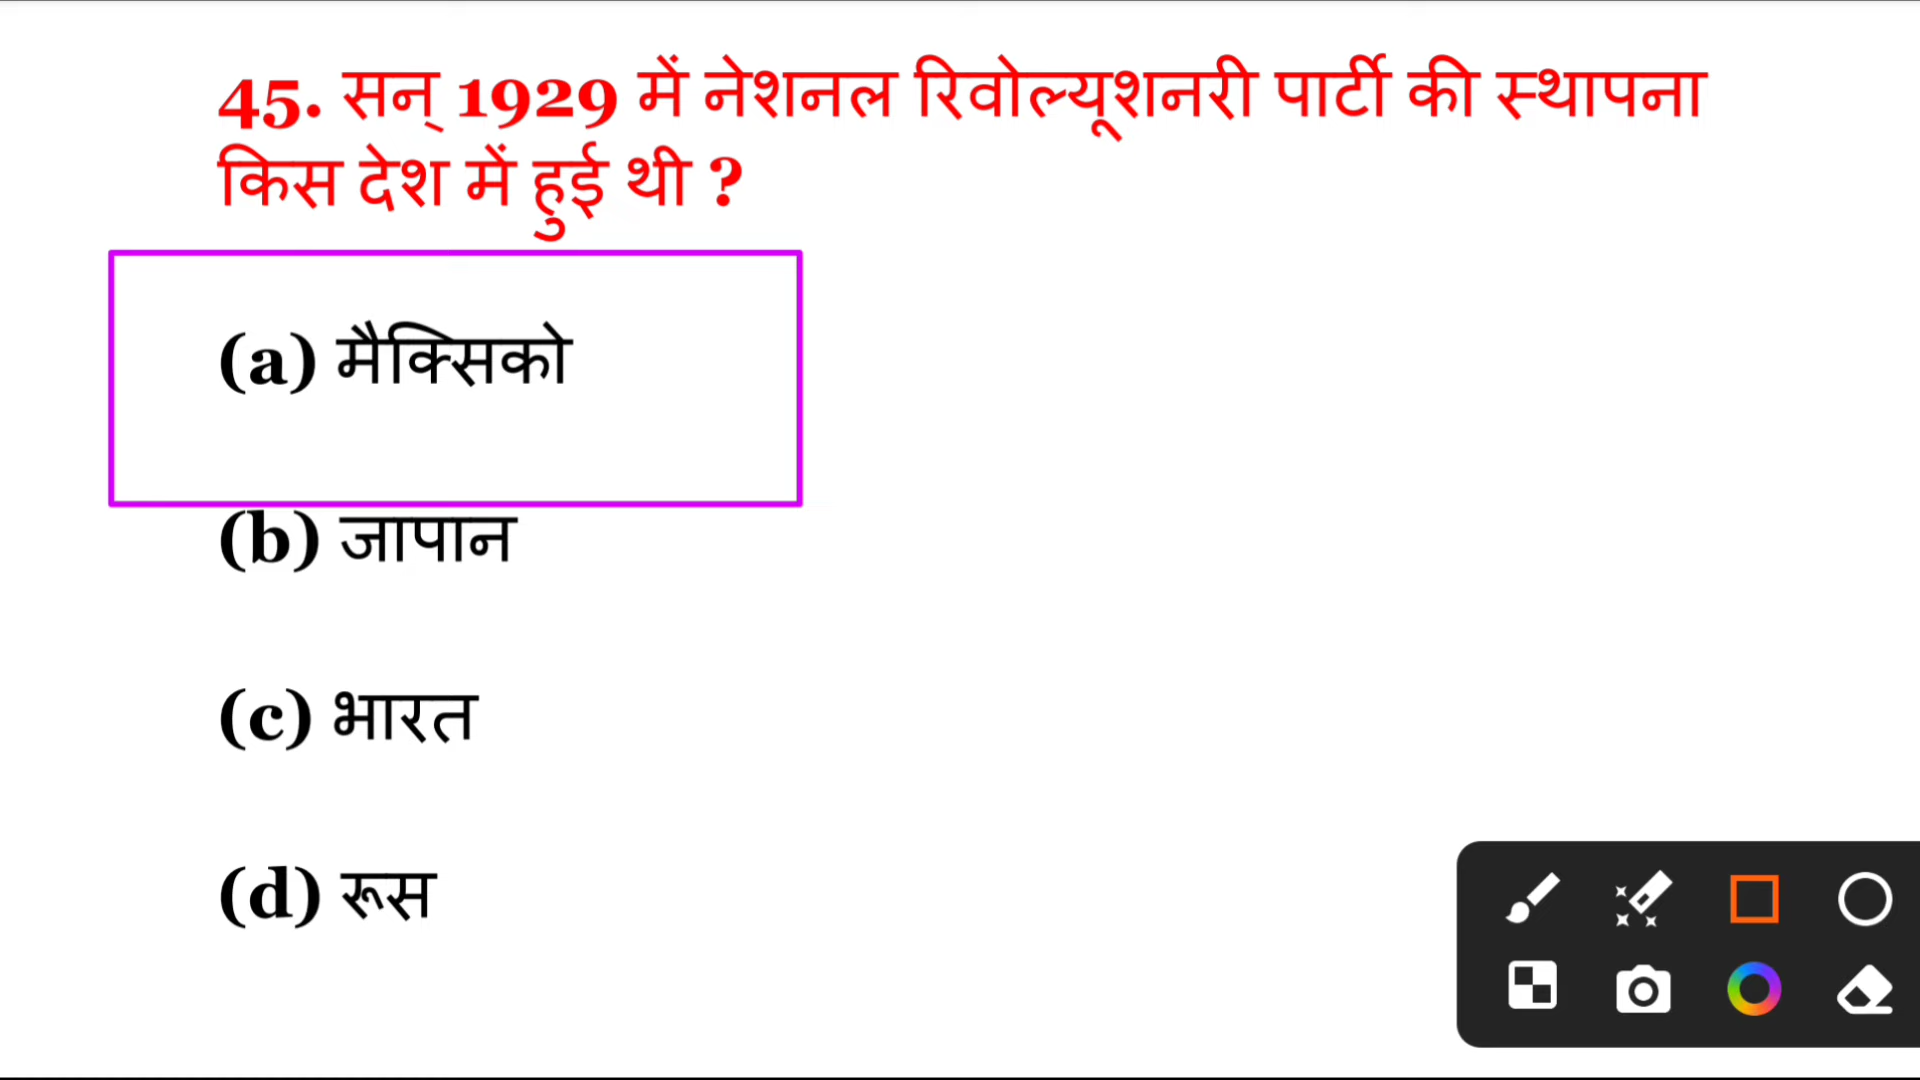 45. सन् 1929 में नेशनल रिवोल्यूशनरी पार्टी की स्थापना
किस देश में हुई थी ?
(a) मैक्सिको
(b) जापान
(c) भारत
(d) रूस